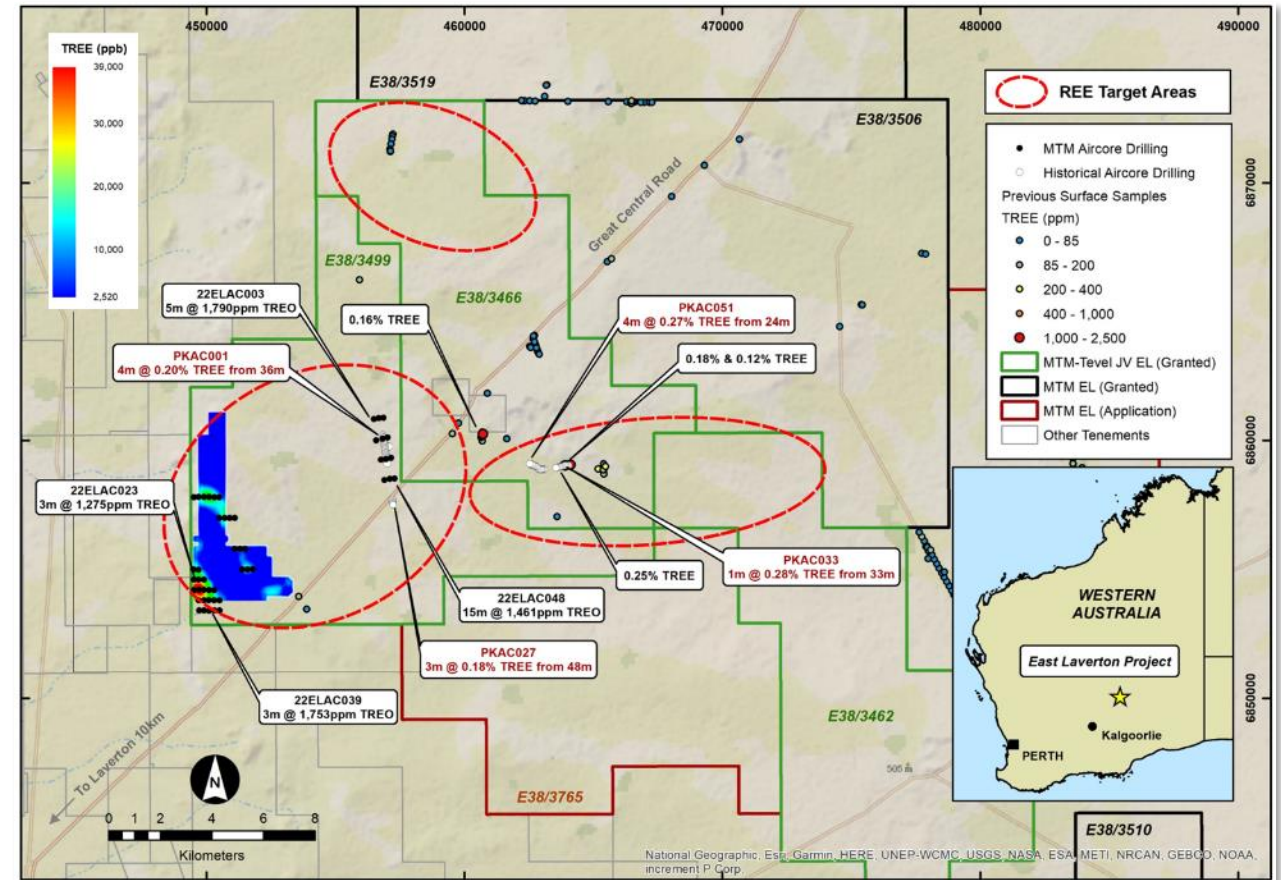 450000
460000
470000
480000
490000
TREE (ppb)
39,000
30,000
20,000
10,000
2,520
E38/3519
REE Target Areas
E38/3506
MTM Aircore Drilling
Historical Aircore Drilling
Previous Surface Samples
TREE (ppm)
0 - 85
85 - 200
200 - 400
400 - 1,000
1,000 - 2,500
MTM-Tevel JV EL (Granted)
MTM EL (Granted)
MTM EL (Application)
Other Tenements
6870000
Great Central Road
E38/3499
E38/3466
22ELAC003
5m @ 1,790ppm TREO
0.16% TREE
PKAC051
4m @ 0.27% TREE from 24m
PKAC001
4m @ 0.20% TREE from 36m
0.18% & 0.12% TREE
6860000
22ELAC023
3m @ 1,275ppm TREO
0.25% TREE
PKAC033
1m @ 0.28% TREE from 33m
22ELAC048
15m @ 1,461ppm TREO
PKAC027
3m @ 0.18% TREE from 48m
22ELAC039
3m @ 1,753ppm TREO
WESTERN
AUSTRALIA
East Laverton Project
Kalgoorlie
PERTH
6850000
E38/3462
To Laverton 10km
505 m
N
E38/3765
0 1 2 4 6 8
Kilometers
E38/3510
National Geographic, Esri, Garmin, HERE, UNEP-WCMC, USGS, NASA, ESA, METI, NRCAN, GEBCO, NOAA,
increment P Corp.